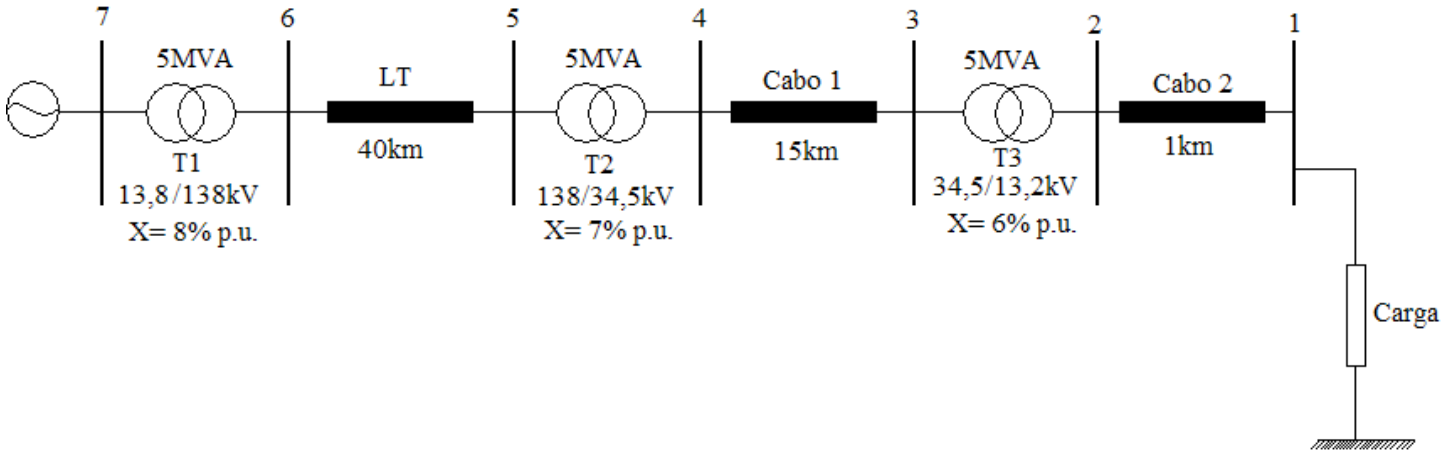 7
6
5
4
3
2
1
5MVA
T1
13,8/138kV
X= 8% p.u.
LT
40km
5MVA
T2
138/34,5kV
X= 7% p.u.
Cabo 1
15km
5MVA
T3
34,5/13,2kV
X= 6% p.u.
Cabo 2
1km
Carga